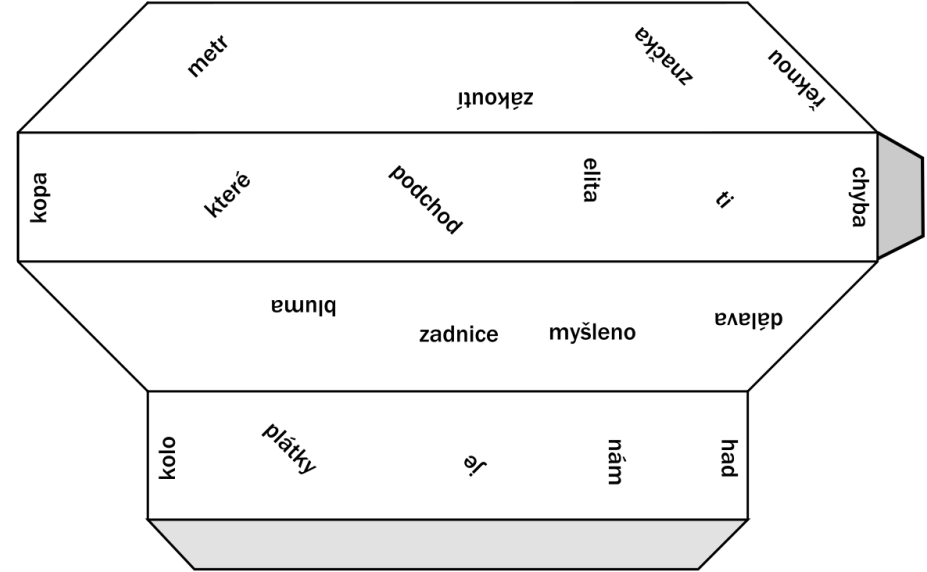 metr
zákoutí
značka
řeknou
kopa
které
podchod
elita
ti
chyba
bluma
zadnice
myšleno
dálava
kolo
plátky
je
nám
had